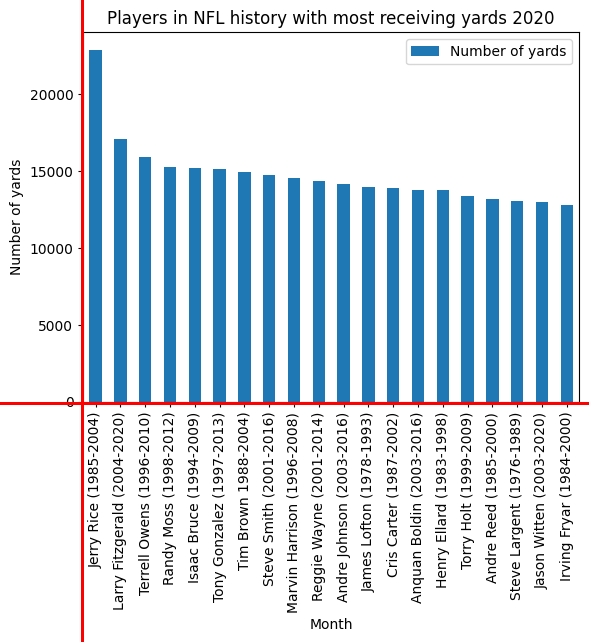 Players in NFL history with most receiving yards 2020
Number of yards
Number of yards
20000
15000
10000
5000
0
Jerry Rice (1985-2004)
Larry Fitzgerald (2004-2020)
Terrell Owens (1996-2010)
Randy Moss (1998-2012)
Isaac Bruce (1994-2009)
Tony Gonzalez (1997-2013)
Tim Brown 1988-2004)
Steve Smith (2001-2016)
Marvin Harrison (1996-2008)
Reggie Wayne (2001-2014)
Andre Johnson (2003-2016)
James Lofton (1978-1993)
Cris Carter (1987-2002)
Anquan Boldin (2003-2016)
Henry Ellard (1983-1998)
Torry Holt (1999-2009)
Andre Reed (1985-2000)
Steve Largent (1976-1989)
Jason Witten (2003-2020)
Irving Fryar (1984-2000)
Month